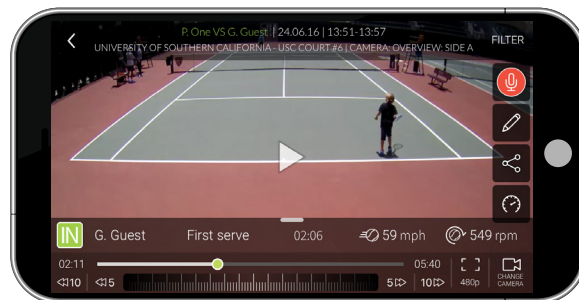 P. One VS G. Guest | 24.06.16 | 13:51-13:57
FILTER
UNIVERSITY OF SOUTHERN CALIFORNIA - USC COURT #6 | CAMERA: OVERVIEW: SIDE A
IN G. Guest First serve 02:06 59 mph 549 rpm
02:11 05:40
10 5 5 10 480p CHANGE
CAMERA